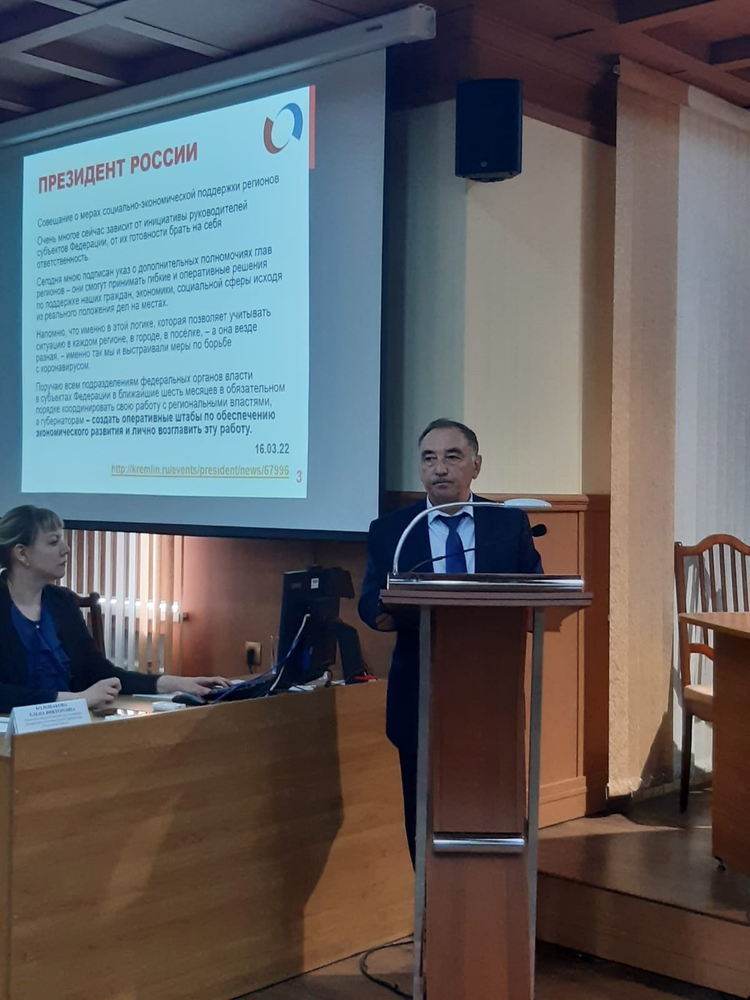 ПРЕЗИДЕНТ РОССИИ
Совещание о мерах социально-экономической поддержки регионов
Очень многое сейчас зависит от инициативы руководителей
субъектов Федерации, от их готовности брать на себя
ответственность.
Сегодня мною подписан указ о дополнительных полномочиях глав
регионов – они смогут принимать гибкие и оперативные решения
по поддержке наших граждан, экономики, социальной сферы исходя
из реального положения дел на местах.
Напомню, что именно в этой логике, которая позволяет учитывать
ситуацию в каждом регионе, в городе, в посёлке, – а она везде
разная, – именно так мы и выстраивали меры по борьбе
с коронавирусом.
Поручаю всем подразделениям федеральных органов власти
в субъектах Федерации в ближайшие шесть месяцев в обязательном
порядке координировать свою работу с региональными властями,
а губернаторам – создать оперативные штабы по обеспечению
экономического развития и лично возглавить эту работу.
16.03.22
http://kremlin.ru/events/president/news/67996
3
БОЛЬШАКОВА
ЕЛЕНА ВИКТОРОВНА